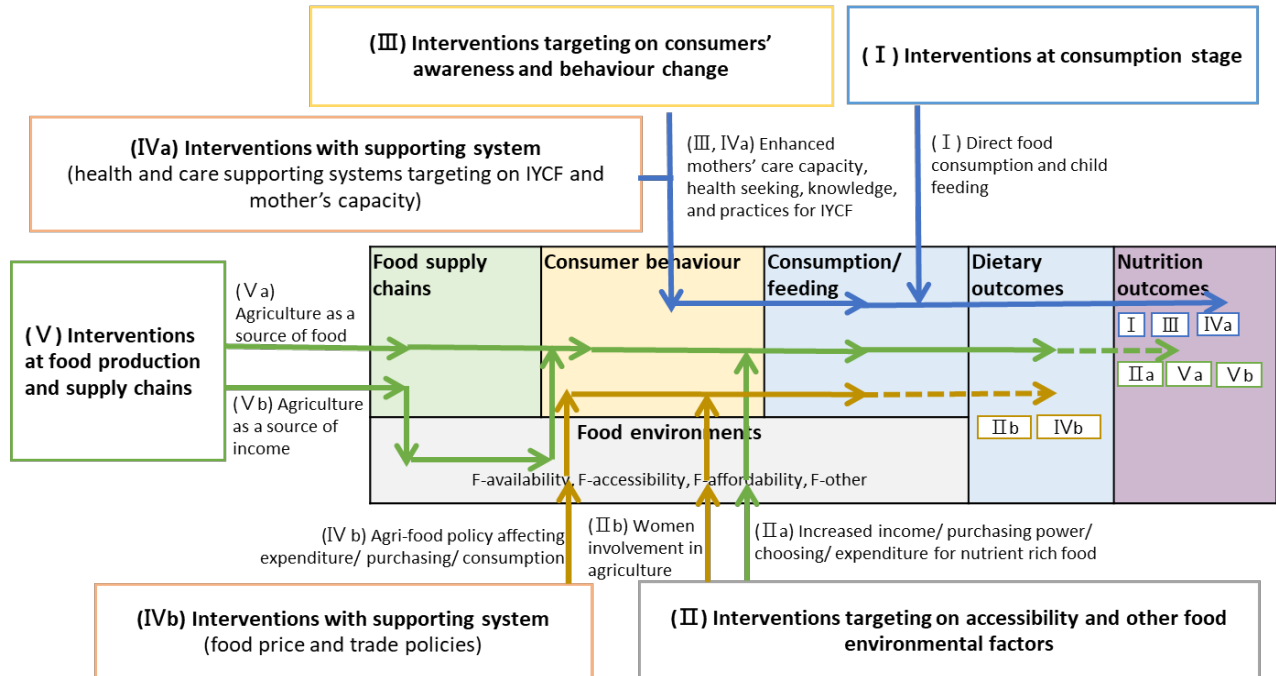 (Ⅲ) Interventions targeting on consumers'
awareness and behaviour change
(Ⅰ) Interventions at consumption stage
(Ⅳa) Interventions with supporting system
(health and care supporting systems targeting on IYCF and
mother's capacity)
(Ⅲ, Ⅳa) Enhanced
mothers' care capacity,
health seeking, knowledge,
and practices for IYCF
(Ⅰ) Direct food
consumption and child
feeding
(Ⅴ) Interventions
at food production
and supply chains
(Ⅴa)
Agriculture as a
source of food
(Ⅴb) Agriculture
as a source of
income
Food supply
chains
Consumer behaviour
Consumption/
feeding
Dietary
outcomes
Nutrition
outcomes
Ⅰ Ⅲ Ⅳa
Ⅱa Ⅴa Ⅴb
Ⅱb Ⅳb
Food environments
F-availability, F-accessibility, F-affordability, F-other
(Ⅳb) Agri-food policy affecting
expenditure/ purchasing/ consumption
(Ⅱb) Women
involvement in
agriculture
(Ⅱa) Increased income/ purchasing power/
choosing/ expenditure for nutrient rich food
(Ⅳb) Interventions with supporting system
(food price and trade policies)
(Ⅱ) Interventions targeting on accessibility and other food
environmental factors